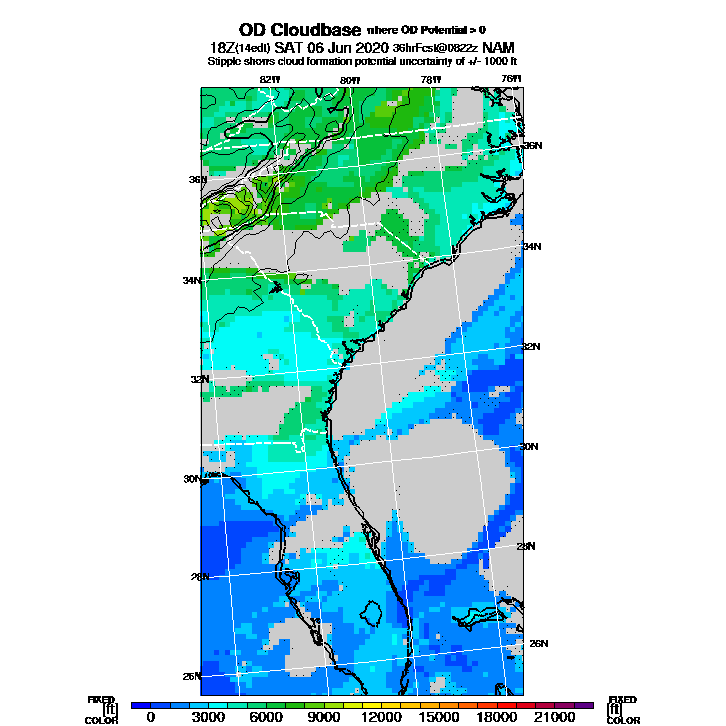 OD Cloudbase where OD Potential > 0
18Z(14edt) SAT 06 Jun 2020 36hrFcst@0822z NAM
Stipple shows cloud formation potential uncertainty of +/- 1000 ft
82W 80W 78W 76W
36N 36N
34N 34N
32N 32N
30N 30N
28N 28N
26N 26N
FIXED FIXED
[ft] [ft]
COLOR COLOR
0 3000 6000 9000 12000 15000 18000 21000